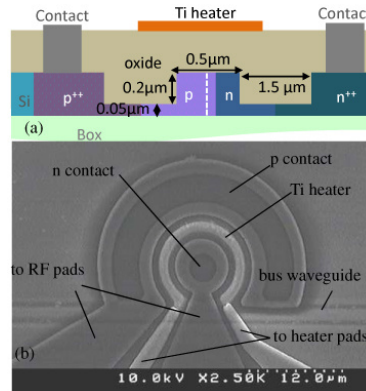 Contact
Ti heater
Contact
oxide
0.5μm
0.2μm
1.5 μm
Si
p++
p
n
n++
0.05μm
(a)
Box
n contact
p contact
Ti heater
to RF pads
bus waveguide
(b)
to heater pads
10.0kV X2.50K 12.0μm